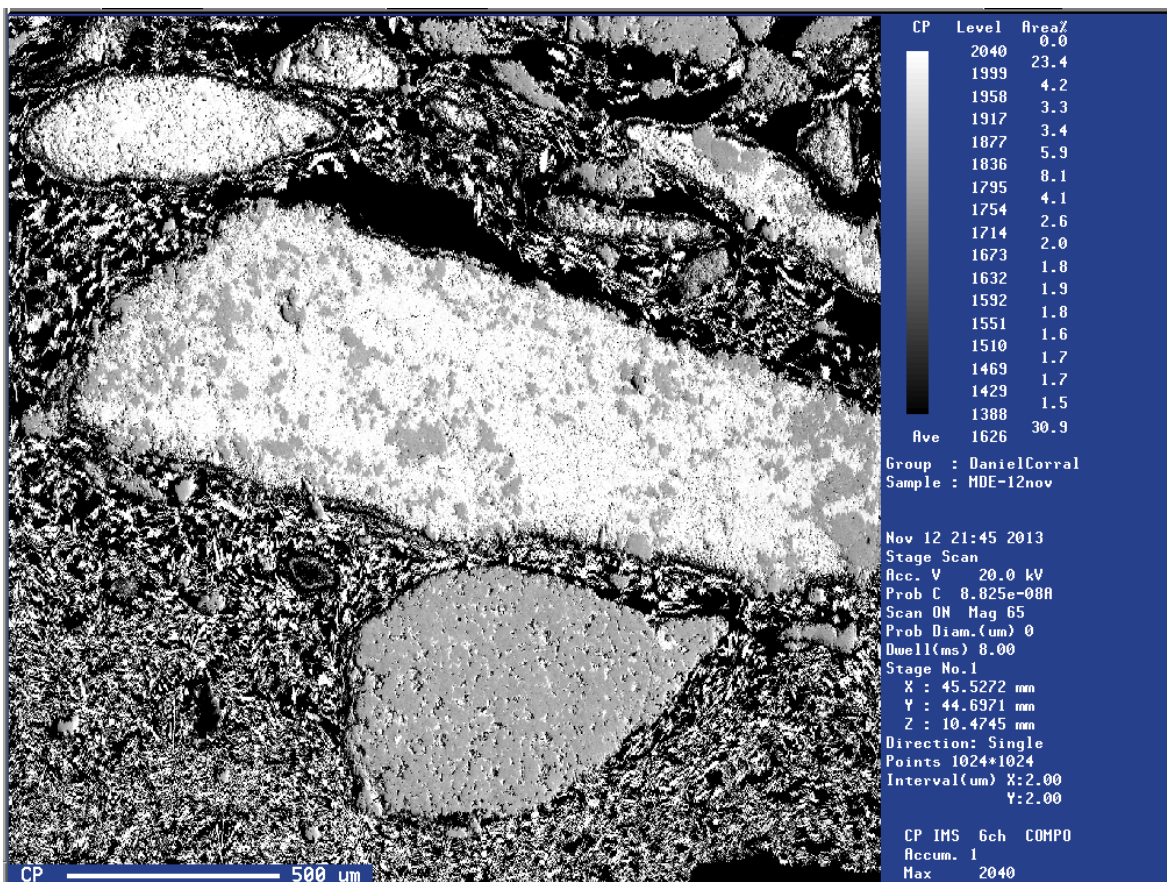 CP Level Area%
0.0
2040
23.4
1999
4.2
1958
3.3
1917
3.4
1877
5.9
1836
8.1
1795
4.1
1754
2.6
1714
2.0
1673
1.8
1632
1.9
1592
1.8
1551
1.6
1510
1.7
1469
1.7
1429
1.5
1388
30.9
Ave 1626
Group : DanielCorral
Sample : MDE-12nov
Nov 12 21:45 2013
Stage Scan
Acc. V 20.0 kV
Prob C 8.825e-08A
Scan ON Mag 65
Prob Diam.(um) 0
Dwell(ms) 8.00
Stage No.1
X : 45.5272 mm
Y : 44.6971 mm
Z : 10.4745 mm
Direction: Single
Points 1024*1024
Interval(um) X:2.00
Y:2.00
CP IMS 6ch COMPO
Accum. 1
Max 2040
CP 500 um